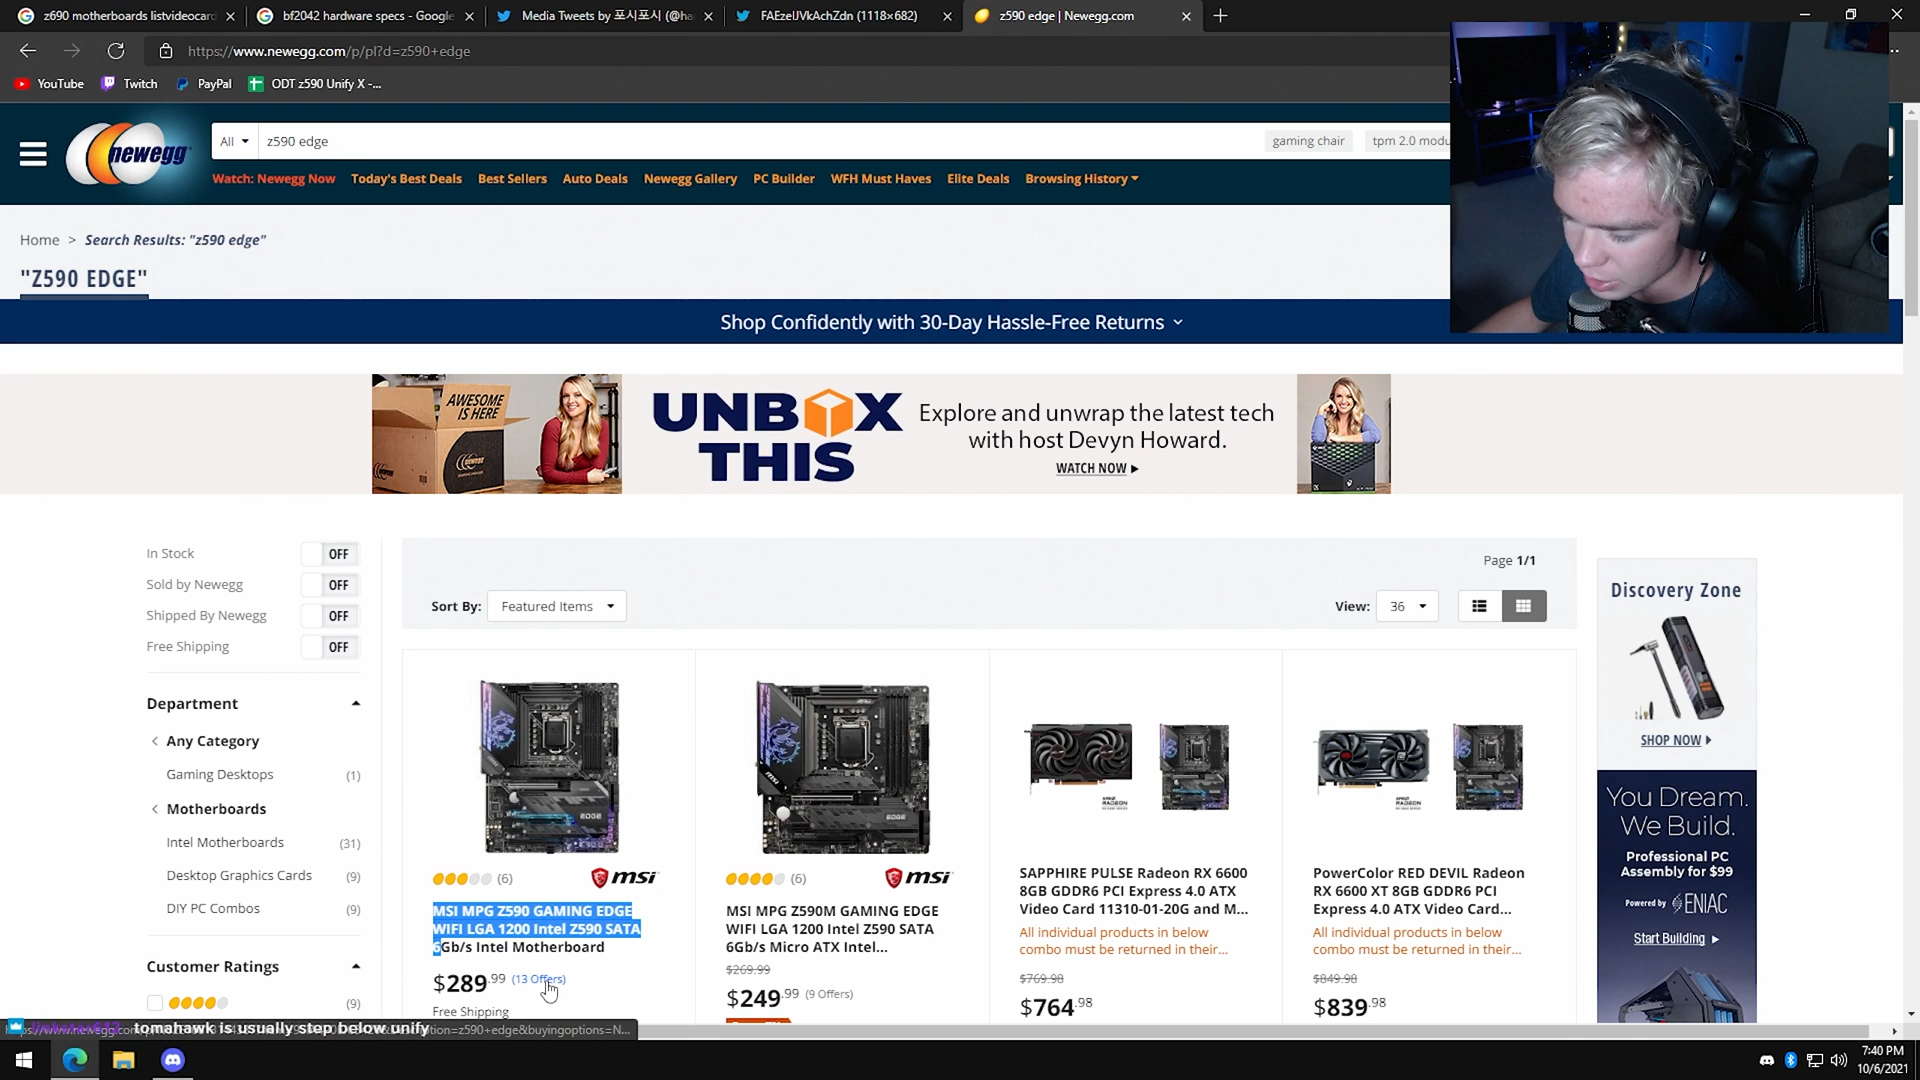 z690 motherboards listvideocard
bf2042 hardware specs - Google
Media Tweets by 포시포시 (@ha
FAEzelJVkAchZdn (1118×682)
z590 edge | Newegg.com
https://www.newegg.com/p/pl?d=z590+edge
YouTube
Twitch
PayPal
ODT z590 Unify X -...
newegg
All
z590 edge
gaming chair
tpm 2.0 modu
Watch: Newegg Now
Today's Best Deals
Best Sellers
Auto Deals
Newegg Gallery
PC Builder
WFH Must Haves
Elite Deals
Browsing History
Home > Search Results: "z590 edge"
"Z590 EDGE"
Shop Confidently with 30-Day Hassle-Free Returns
AWESOME
IS HERE
newegg
UNBOX
THIS
Explore and unwrap the latest tech
with host Devyn Howard.
WATCH NOW
In Stock
OFF
Sold by Newegg
OFF
Shipped By Newegg
OFF
Free Shipping
OFF
Department
Any Category
Gaming Desktops (1)
Motherboards
Intel Motherboards (31)
Desktop Graphics Cards (9)
DIY PC Combos (9)
Customer Ratings
(9)
Page 1/1
Sort By: Featured Items
View: 36
EDGE
(6)
msi
MSI MPG Z590 GAMING EDGE
WIFI LGA 1200 Intel Z590 SATA
6Gb/s Intel Motherboard
$289.99 (13 Offers)
Free Shipping
msi
EDGE
(6)
msi
MSI MPG Z590M GAMING EDGE
WIFI LGA 1200 Intel Z590 SATA
6Gb/s Micro ATX Intel...
$269.99
$249.99 (9 Offers)
AMD
RADEON
SAPPHIRE PULSE Radeon RX 6600
8GB GDDR6 PCI Express 4.0 ATX
Video Card 11310-01-20G and M...
All individual products in below
combo must be returned in their...
$769.98
$764.98
AMD
RADEON
PowerColor RED DEVIL Radeon
RX 6600 XT 8GB GDDR6 PCI
Express 4.0 ATX Video Card...
All individual products in below
combo must be returned in their...
$849.98
$839.98
Discovery Zone
SHOP NOW
You Dream.
We Build.
Professional PC
Assembly for $99
Powered by ENIAC
Start Building
tomahawk is usually step below unify
7:40 PM
10/6/2021